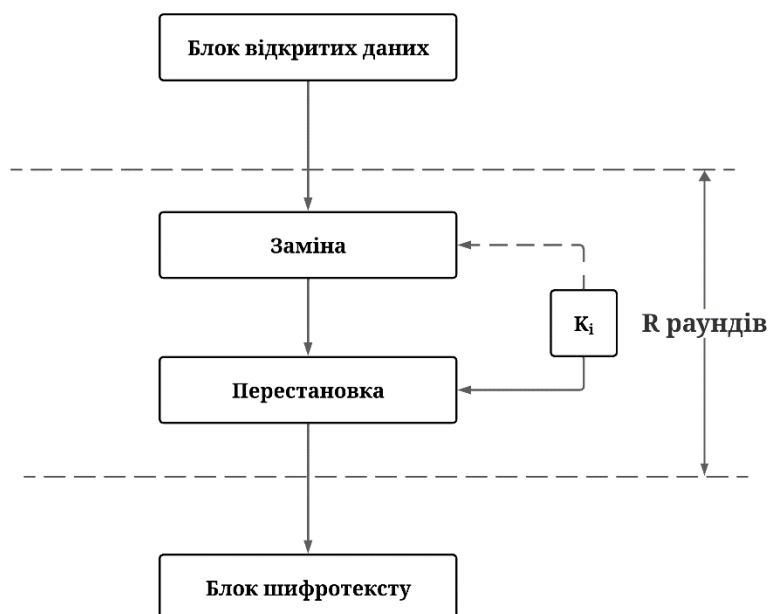 Блок відкритих даних
Заміна
Kᵢ
R раундів
Перестановка
Блок шифротексту